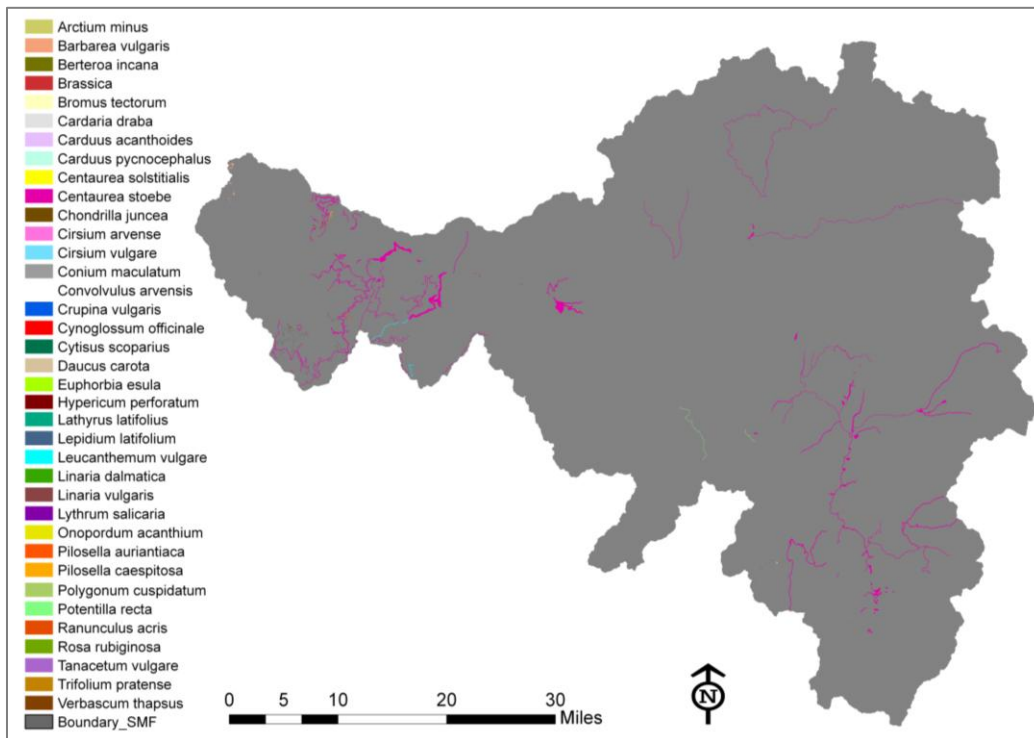 Arctium minus
Barbarea vulgaris
Berteroa incana
Brassica
Bromus tectorum
Cardaria draba
Carduus acanthoides
Carduus pycnocephalus
Centaurea solstitialis
Centaurea stoebe
Chondrilla juncea
Cirsium arvense
Cirsium vulgare
Conium maculatum
Convolvulus arvensis
Crupina vulgaris
Cynoglossum officinale
Cytisus scoparius
Daucus carota
Euphorbia esula
Hypericum perforatum
Lathyrus latifolius
Lepidium latifolium
Leucanthemum vulgare
Linaria dalmatica
Linaria vulgaris
Lythrum salicaria
Onopordum acanthium
Pilosella auriantiaca
Pilosella caespitosa
Polygonum cuspidatum
Potentilla recta
Ranunculus acris
Rosa rubiginosa
Tanacetum vulgare
Trifolium pratense
Verbascum thapsus
Boundary_SMF
0 5 10 20 30
Miles
N